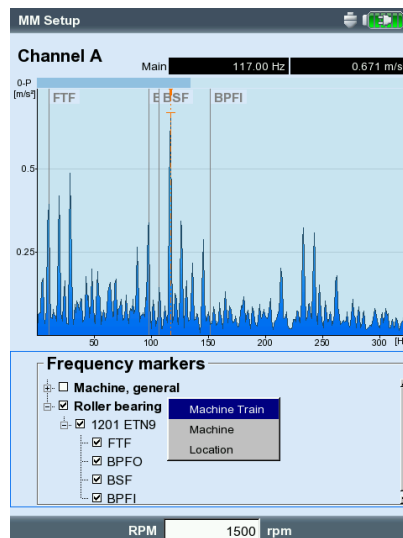 MM Setup
Channel A
Main 117.00 Hz 0.671 m/s
0-P
[m/s²]
FTF BSF BPFI
0.5
0.25
50 100 150 200 250 300 [H
Frequency markers
Machine, general
Roller bearing
Machine Train
1201 ETN9
Machine
FTF
Location
BPFO
BSF
BPFI
RPM 1500 rpm